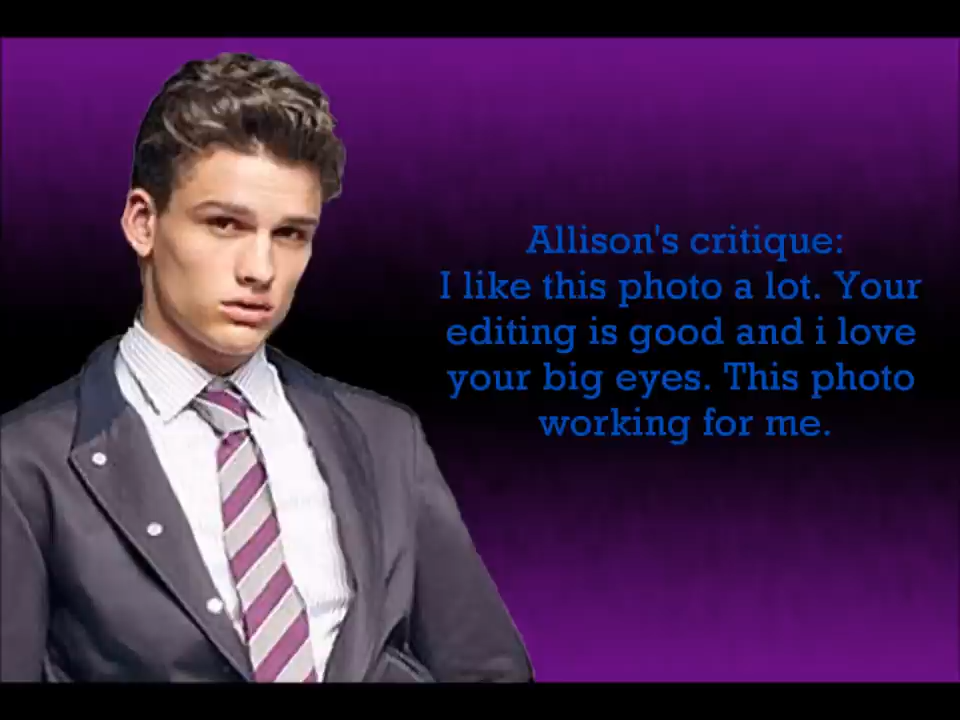 Allison's critique:
I like this photo a lot. Your
editing is good and i love
your big eyes. This photo
working for me.